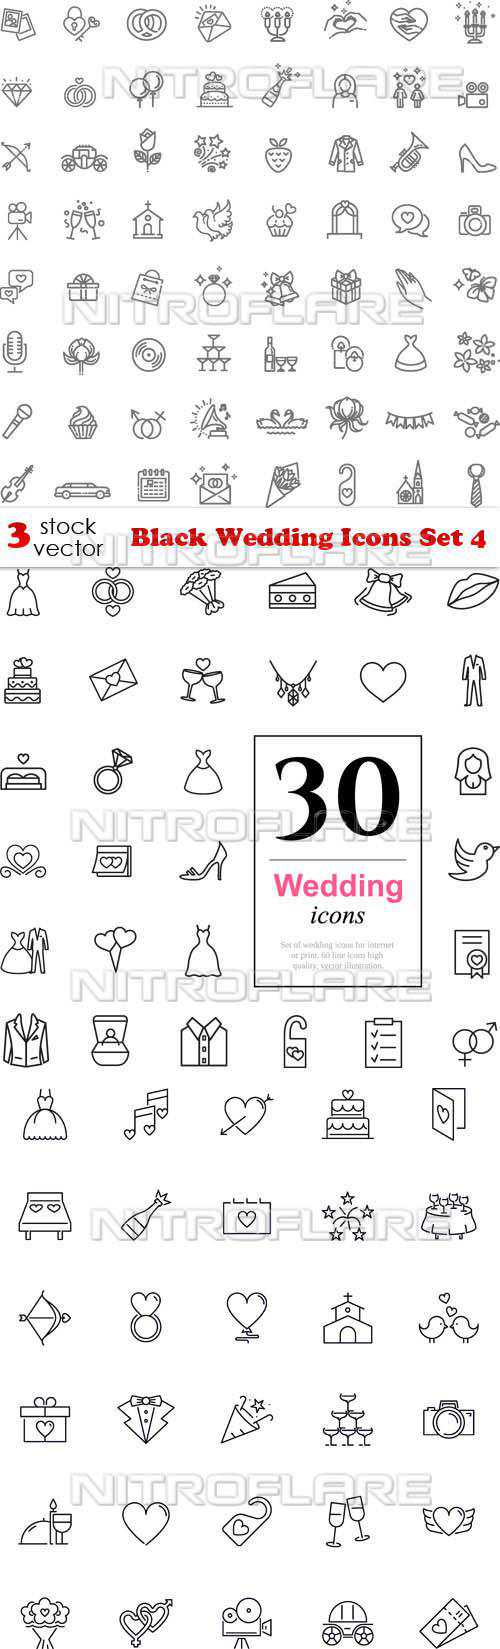 NITROFLARE
NITROFLARE
3 stock vector
Black Wedding Icons Set 4
NITROFLARE
30
Wedding
icons
NITROFLARE
Set of wedding icons for internet
or print, 60 line icons high
quality, vector illustration.
NITROFLARE
NITROFLARE
NITROFLARE